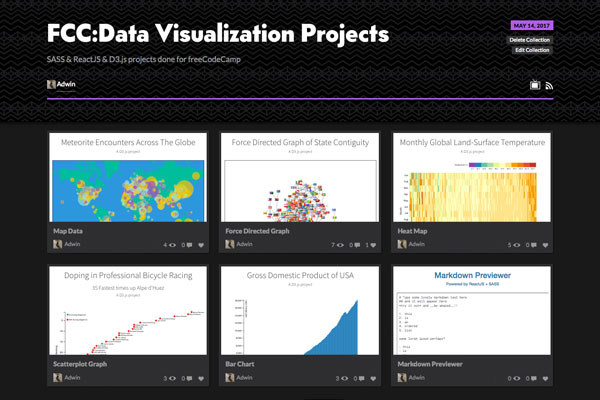 FCC:Data Visualization Projects
MAY 14, 2017
Delete Collection
Edit Collection
SASS & ReactJS & D3.js projects done for freeCodeCamp
Adwin
Meteorite Encounters Across The Globe
A D3.js project
Map Data
Adwin
4 0
Force Directed Graph of State Contiguity
A D3.js project
Force Directed Graph
Adwin
7 0 1
Monthly Global Land-Surface Temperature
Heat Map
Adwin
5 0
Doping in Professional Bicycle Racing
35 Fastest times up Alpe d'Huez
A D3.js project
Scatterplot Graph
Adwin
3 0
Gross Domestic Product of USA
A D3.js project
Bar Chart
Adwin
3 0
Markdown Previewer
Powered by ReactJS + SASS
Markdown Previewer
Adwin
0 0